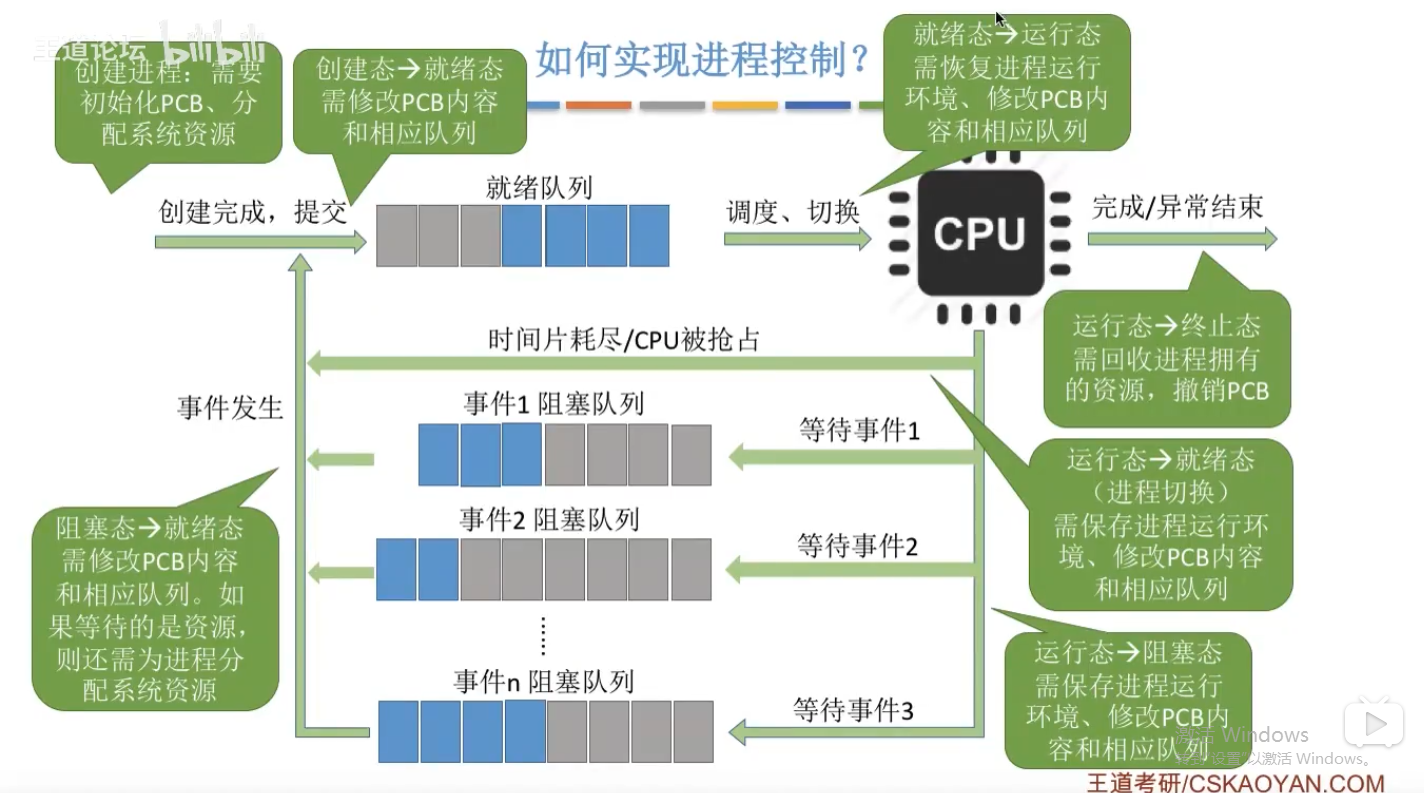 王道论坛 bilibili
如何实现进程控制？
创建进程：需要
初始化PCB、分
配系统资源
创建态→就绪态
需修改PCB内容
和相应队列
就绪态→运行态
需恢复进程运行
环境、修改PCB内
容和相应队列
创建完成，提交
就绪队列
调度、切换
CPU
完成/异常结束
运行态→终止态
需回收进程拥有
的资源，撤销PCB
时间片耗尽/CPU被抢占
事件发生
事件1 阻塞队列
等待事件1
运行态→就绪态
（进程切换）
需保存进程运行环
境、修改PCB内容
和相应队列
事件2 阻塞队列
等待事件2
阻塞态→就绪态
需修改PCB内容
和相应队列。如
果等待的是资源，
则还需为进程分
配系统资源
事件n 阻塞队列
等待事件3
运行态→阻塞态
需保存进程运行
环境、修改PCB内
容和相应队列
激活 Windows
转到"设置"以激活 Windows。
王道考研/CSKAOYAN.COM